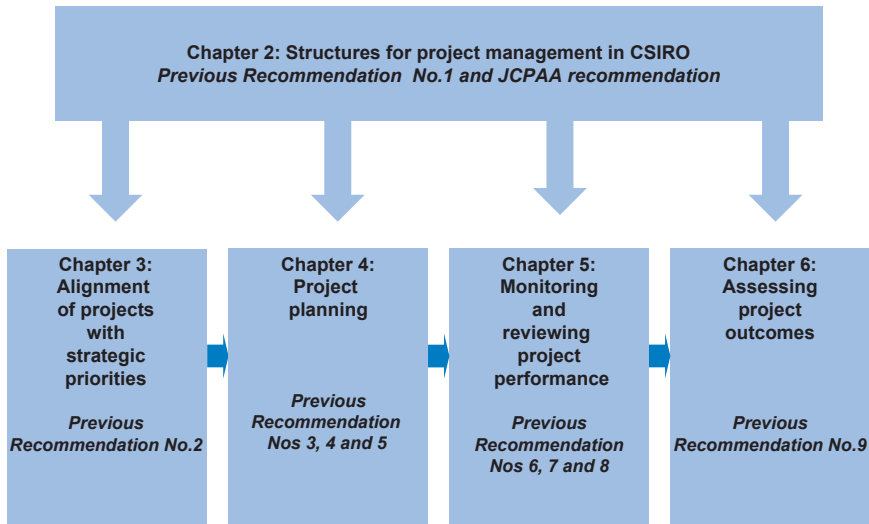 Chapter 2: Structures for project management in CSIRO
Previous Recommendation No.1 and JCPAA recommendation
Chapter 3:
Alignment
of projects
with
strategic
priorities
Previous
Recommendation No.2
Chapter 4:
Project
planning
Previous
Recommendation
Nos 3, 4 and 5
Chapter 5:
Monitoring
and
reviewing
project
performance
Previous
Recommendation
Nos 6, 7 and 8
Chapter 6:
Assessing
project
outcomes
Previous
Recommendation No.9